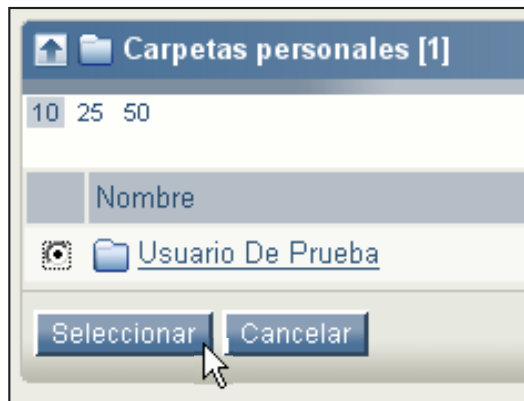 Carpetas personales [1]
10 25 50
Nombre
Usuario De Prueba
Seleccionar Cancelar